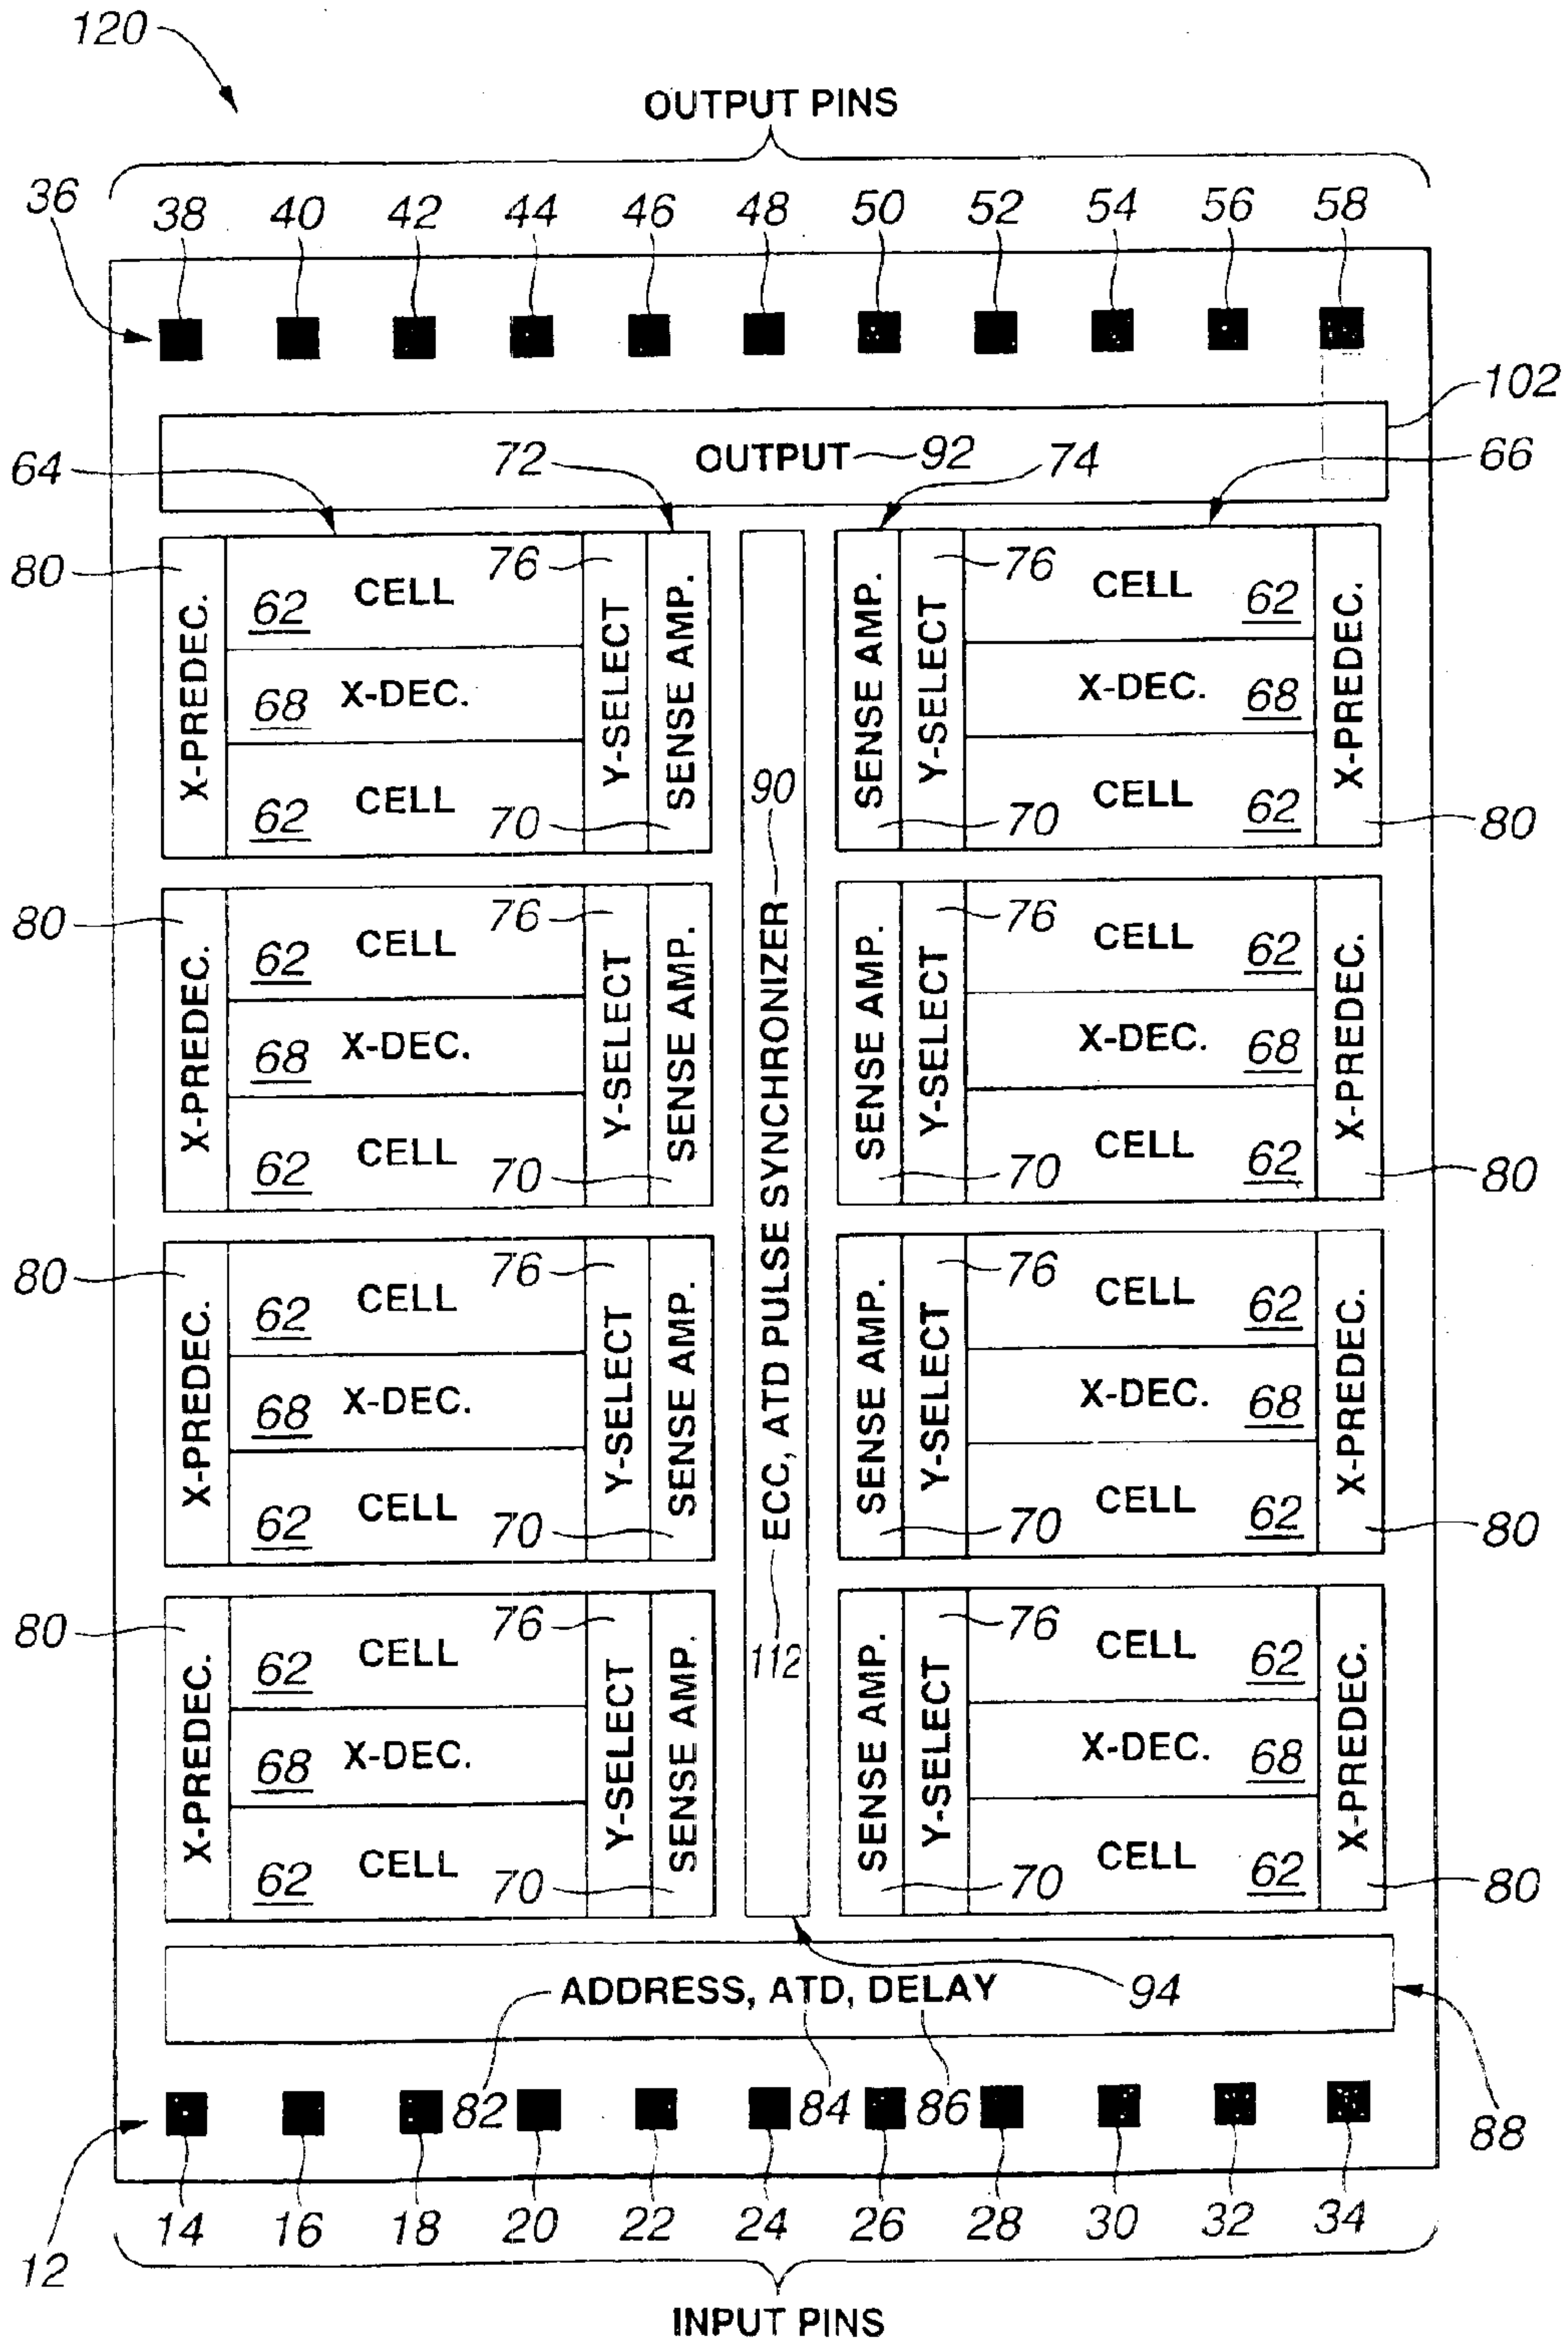 120
OUTPUT PINS
36
38 40 42 44 46 48 50 52 54 56 58
102
64 72 OUTPUT 92 74 66
80 X-PREDEC. 62 CELL 76 Y-SELECT SENSE AMP. SENSE AMP. Y-SELECT 76 CELL 62 X-PREDEC.
68 X-DEC. X-DEC. 68
62 CELL 70 70 CELL 62 80
80 X-PREDEC. 62 CELL 76 Y-SELECT SENSE AMP. SENSE AMP. Y-SELECT 76 CELL 62 X-PREDEC.
68 X-DEC. X-DEC. 68
62 CELL 70 70 CELL 62 80
90
ECC, ATD PULSE SYNCHRONIZER
112
80 X-PREDEC. 62 CELL 76 Y-SELECT SENSE AMP. SENSE AMP. Y-SELECT 76 CELL 62 X-PREDEC.
68 X-DEC. X-DEC. 68
62 CELL 70 70 CELL 62 80
80 X-PREDEC. 62 CELL 76 Y-SELECT SENSE AMP. SENSE AMP. Y-SELECT 76 CELL 62 X-PREDEC.
68 X-DEC. X-DEC. 68
62 CELL 70 70 CELL 62 80
ADDRESS, ATD, DELAY 94
82 84 86 88
14 16 18 20 22 24 26 28 30 32 34
12
INPUT PINS